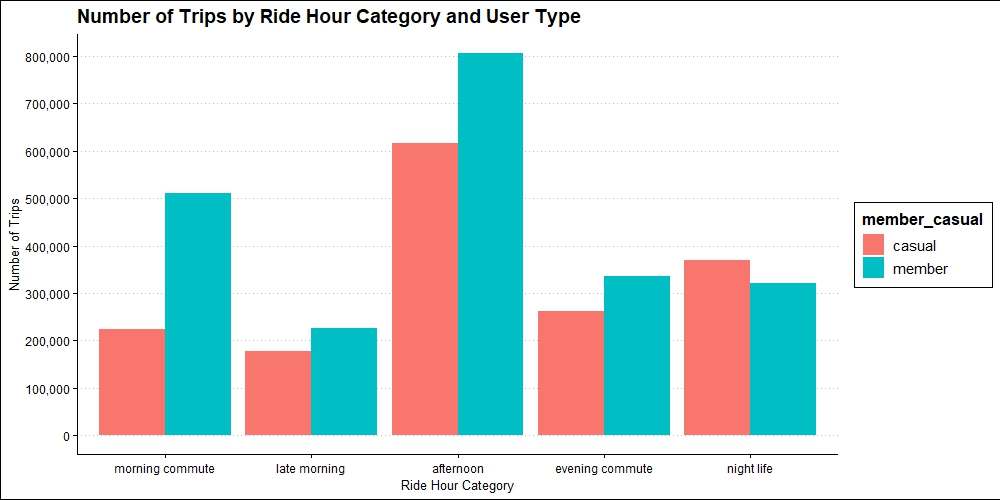 Number of Trips by Ride Hour Category and User Type
800,000
700,000
600,000
500,000
400,000
300,000
200,000
100,000
0
Number of Trips
morning commute
late morning
afternoon
evening commute
night life
Ride Hour Category
member_casual
casual
member